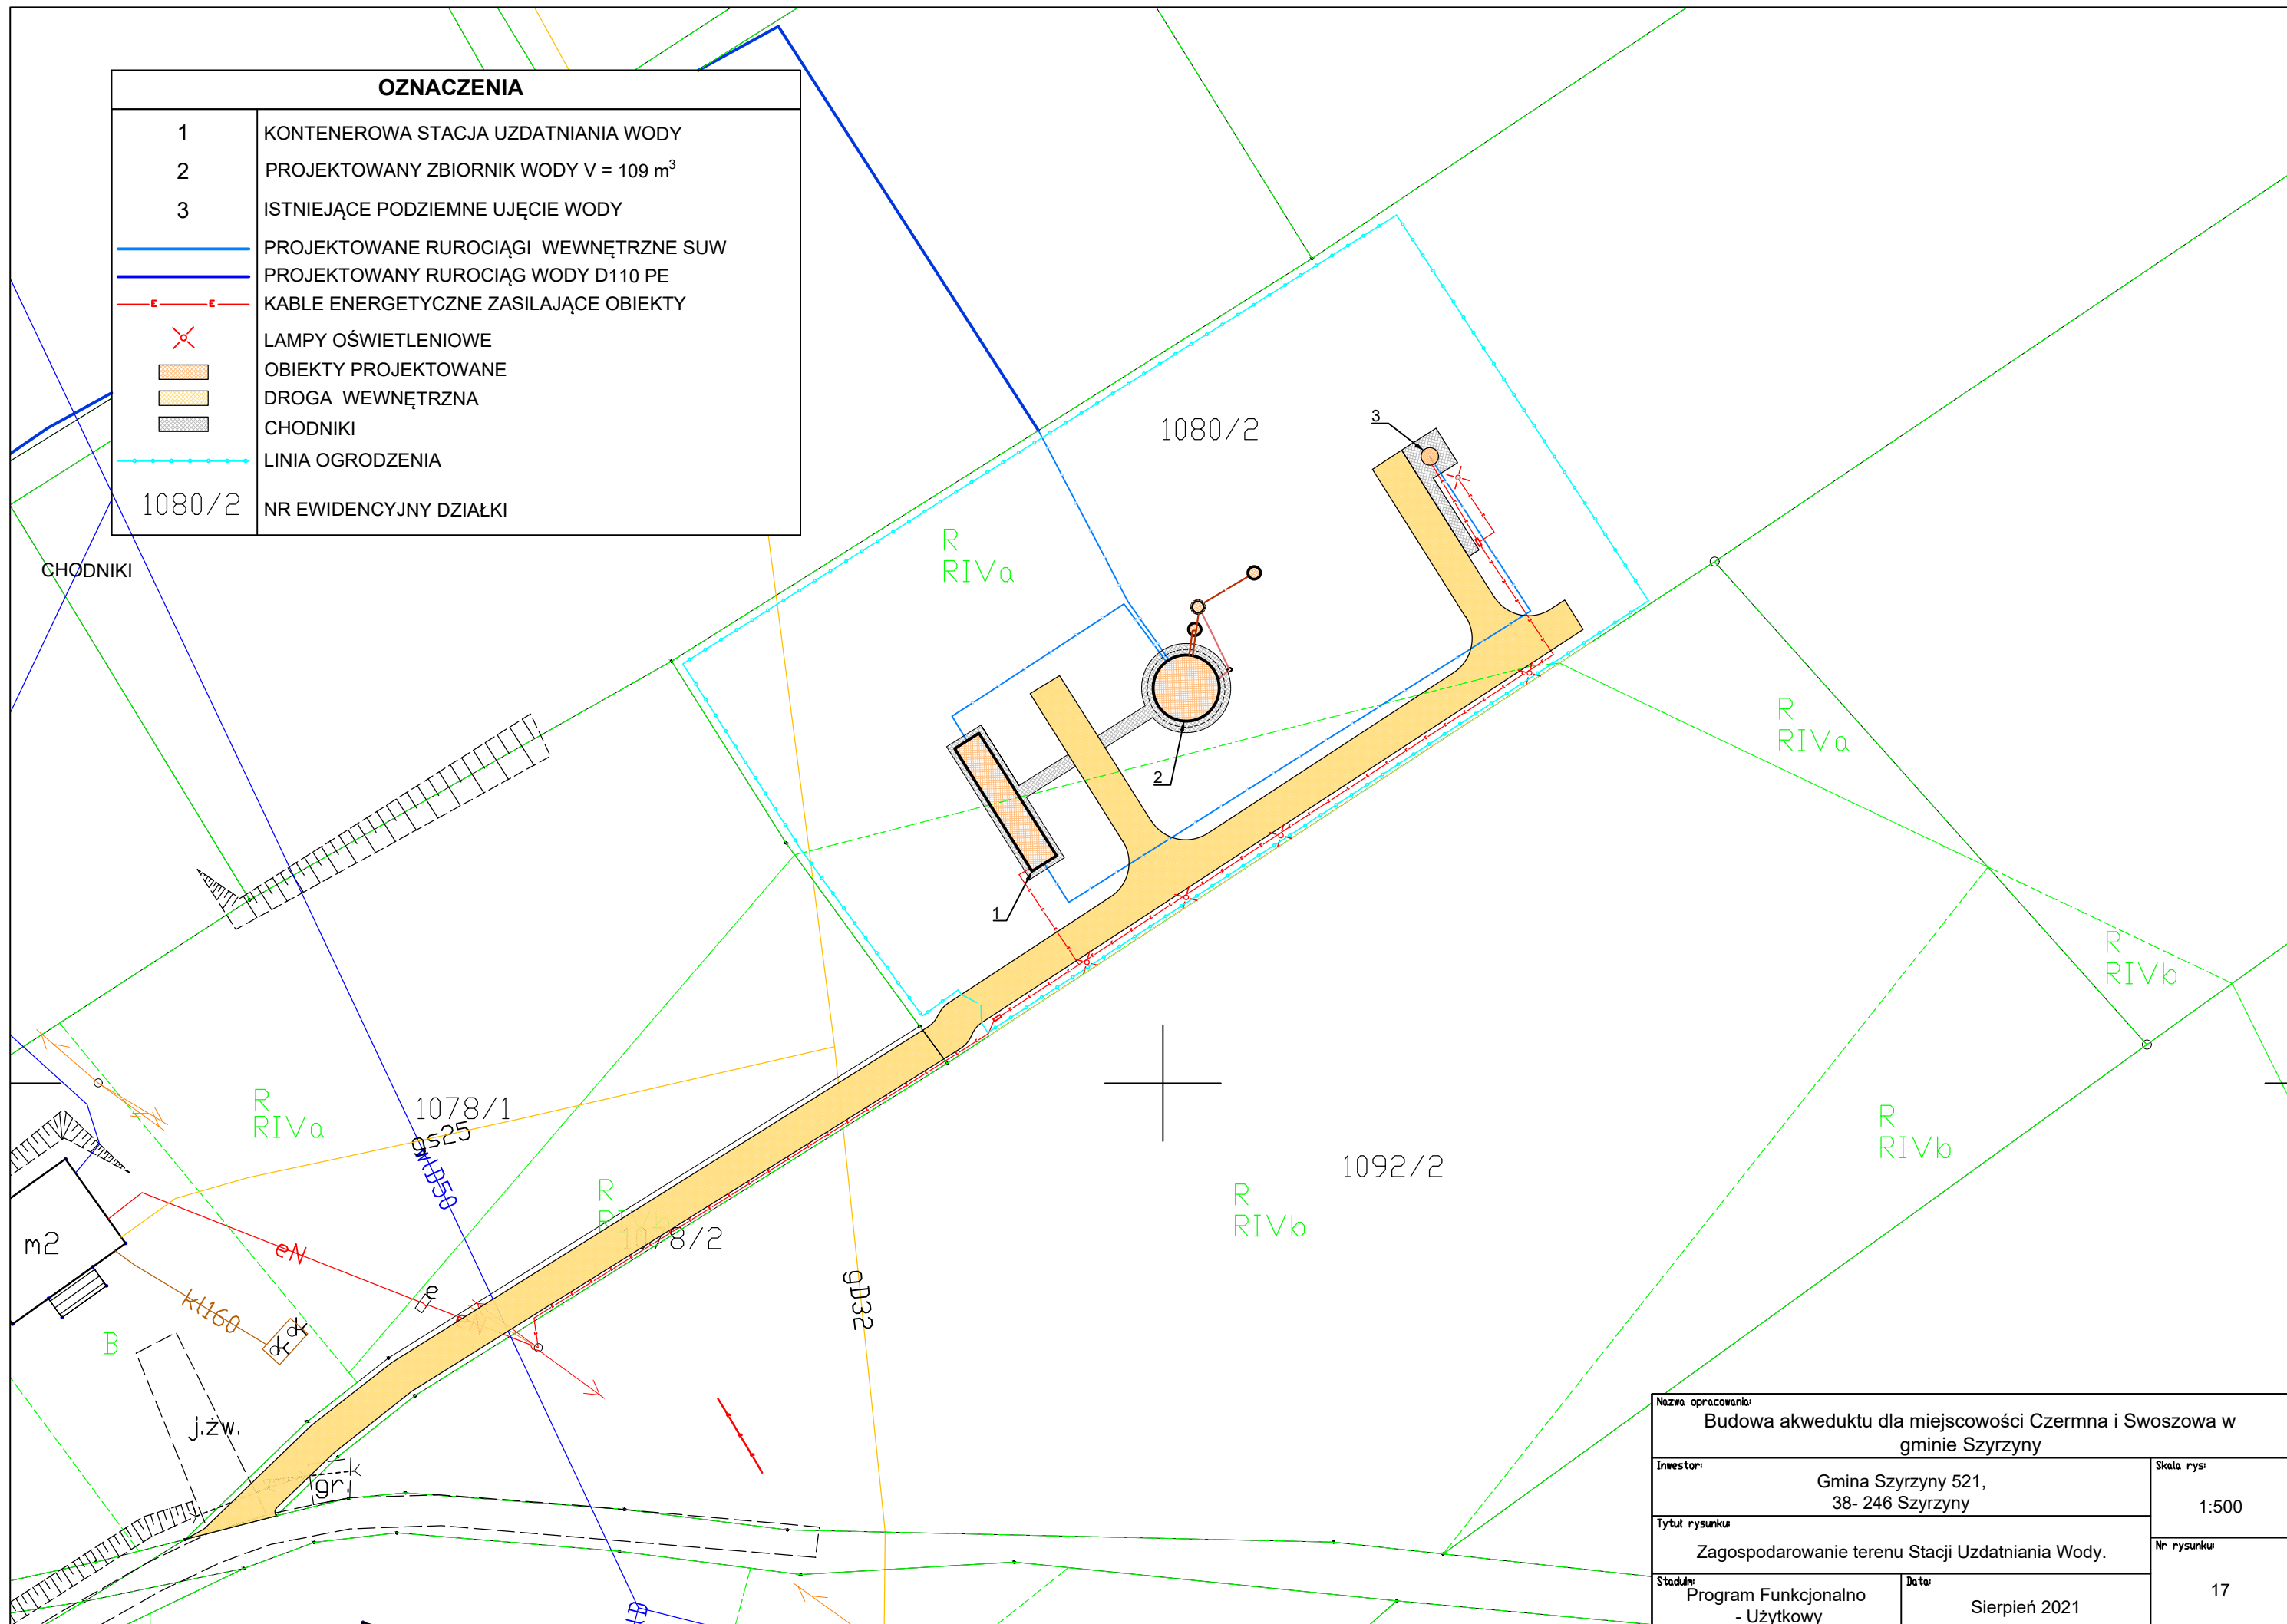 OZNACZENIA
1 KONTENEROWA STACJA UZDATNIANIA WODY
2 PROJEKTOWANY ZBIORNIK WODY V = 109 m³
3 ISTNIEJĄCE PODZIEMNE UJĘCIE WODY
PROJEKTOWANE RUROCIĄGI WEWNĘTRZNE SUW
PROJEKTOWANY RUROCIĄG WODY D110 PE
E E KABLE ENERGETYCZNE ZASILAJĄCE OBIEKTY
LAMPY OŚWIETLENIOWE
OBIEKTY PROJEKTOWANE
DROGA WEWNĘTRZNA
CHODNIKI
LINIA OGRODZENIA
1080/2 NR EWIDENCYJNY DZIAŁKI
CHODNIKI
1080/2
3
R
RIVa
2
1
R
RIVa
R
RIVb
R
RIVa
1078/1
gs25
wD50
R
1078/2
1092/2
R
RIVb
R
RIVb
m2
eN
e
kł160
k
k
B
gD32
j.żw.
gr.
k
Nazwa opracowania:
Budowa akweduktu dla miejscowości Czermna i Swoszowa w
gminie Szyrzyny
Inwestor:
Gmina Szyrzyny 521,
38- 246 Szyrzyny
Skala rys:
1:500
Tytuł rysunku:
Zagospodarowanie terenu Stacji Uzdatniania Wody.
Nr rysunku:
17
Stadium:
Program Funkcjonalno
- Użytkowy
Data:
Sierpień 2021